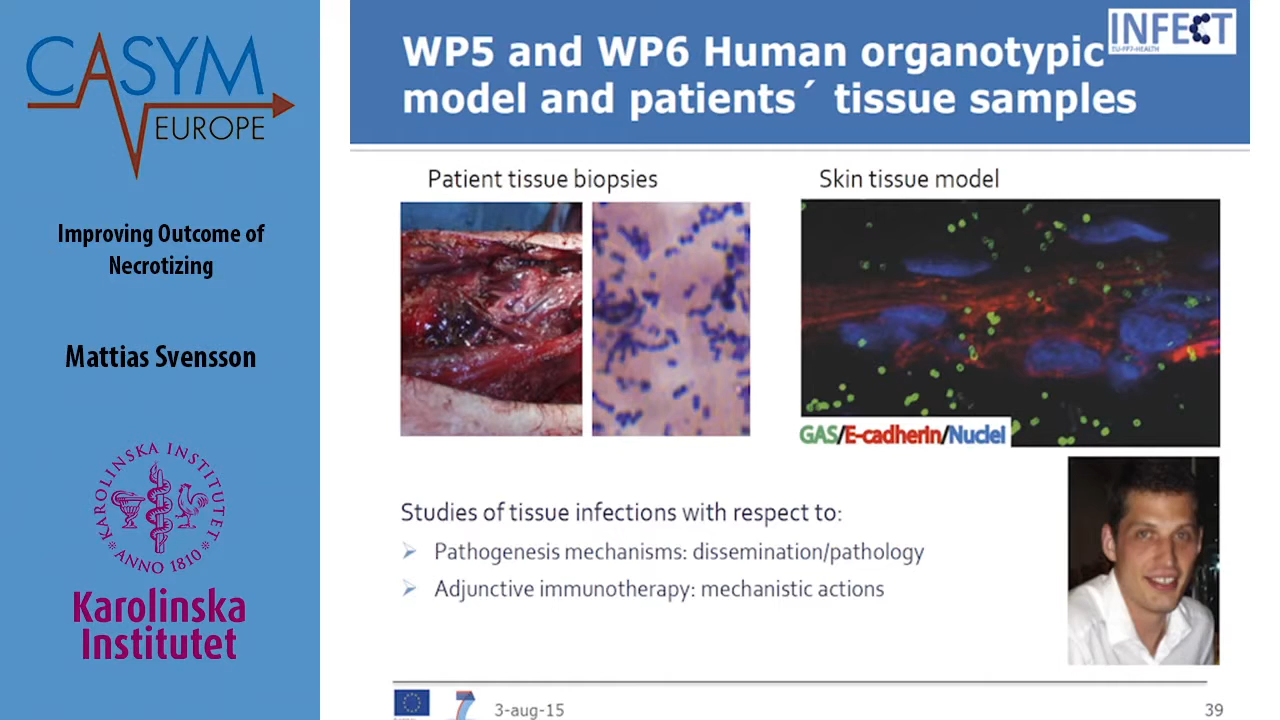 CASYM
EUROPE
Improving Outcome of
Necrotizing
Mattias Svensson
KAROLINSKA INSTITUTET
ANNO 1810
Karolinska
Institutet
INFECT
EU-FP7-HEALTH
WP5 and WP6 Human organotypic
model and patients´ tissue samples
Patient tissue biopsies
Skin tissue model
GAS/E-cadherin/Nuclei
Studies of tissue infections with respect to:
Pathogenesis mechanisms: dissemination/pathology
Adjunctive immunotherapy: mechanistic actions
7
3-aug-15
39